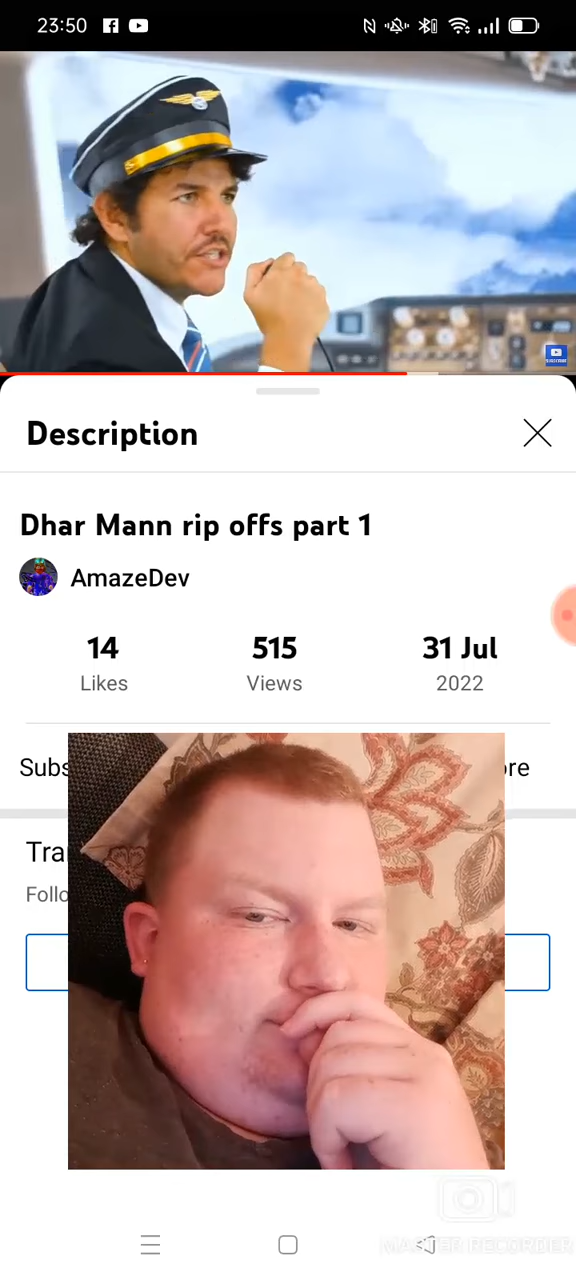 23:50
Description
Dhar Mann rip offs part 1
AmazeDev
14 515 31 Jul
Likes Views 2022
Subs ore
Tra
Follo
MASTER RECORDER